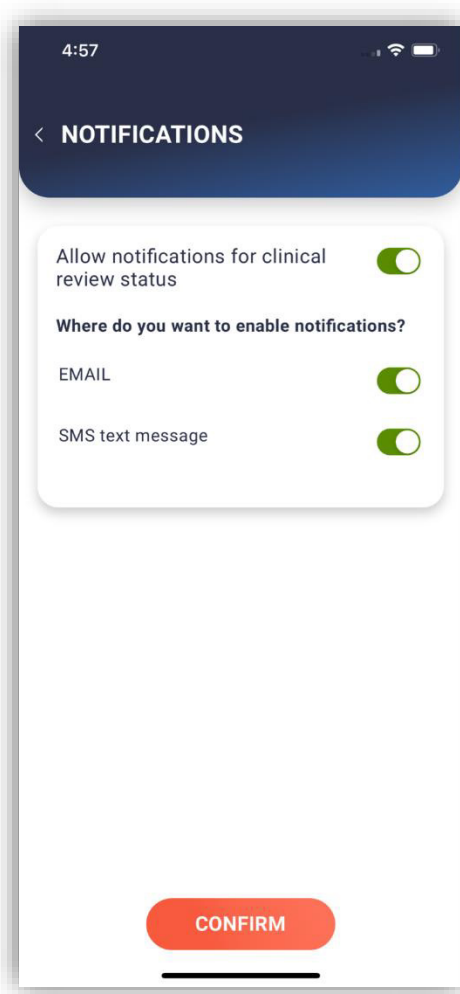 4:57
NOTIFICATIONS
Allow notifications for clinical
review status
Where do you want to enable notifications?
EMAIL
SMS text message
CONFIRM